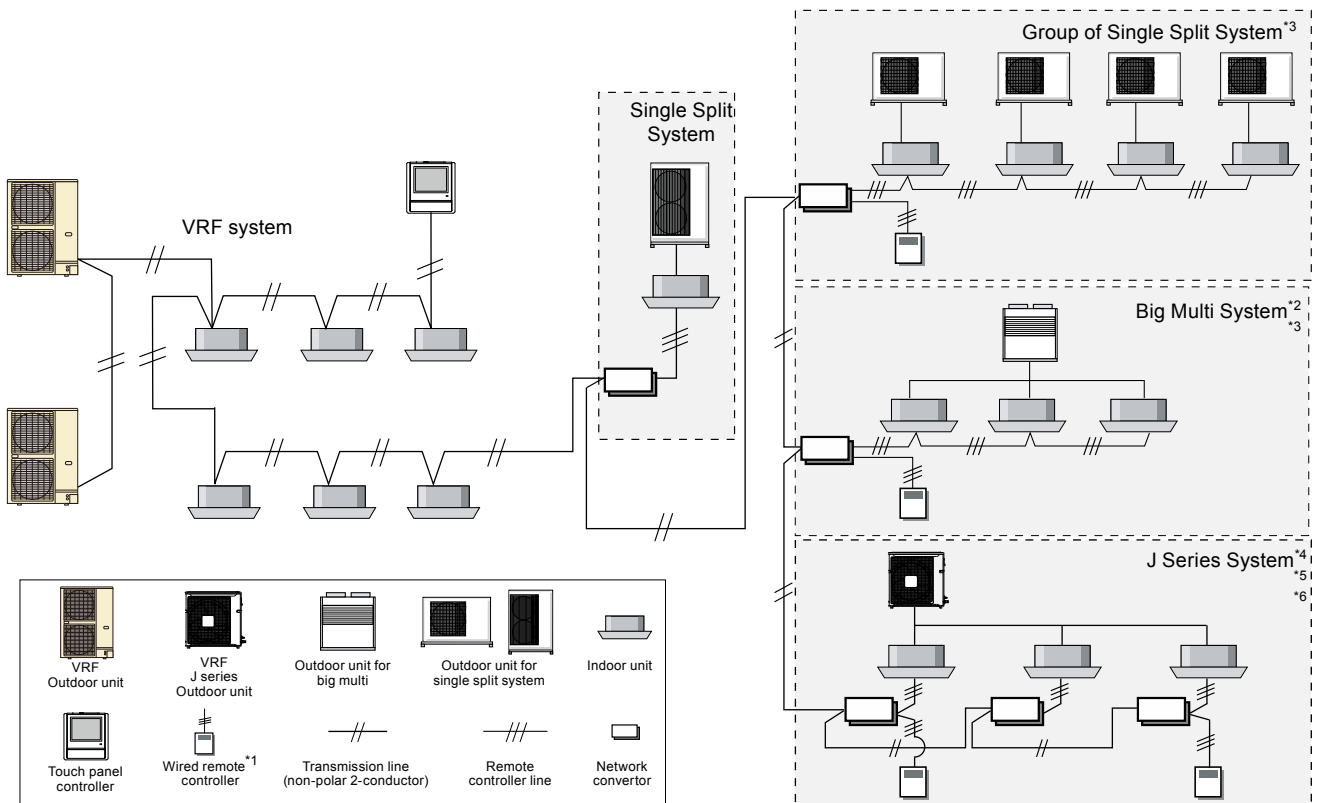 Group of Single Split System*3
Single Split
System
VRF system
Big Multi System*2
*3
J Series System*4
*5
*6
VRF
Outdoor unit
VRF
J series
Outdoor unit
Outdoor unit for
big multi
Outdoor unit for
single split system
Indoor unit
Touch panel
controller
Wired remote*1
controller
Transmission line
(non-polar 2-conductor)
Remote
controller line
Network
convertor